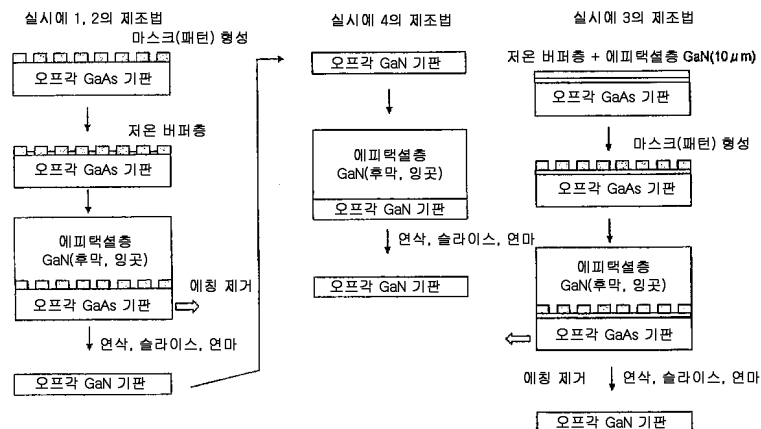 실시예 1, 2의 제조법
마스크(패턴) 형성
오프각 GaAs 기판
저온 버퍼층
오프각 GaAs 기판
에피택셜층
GaN(후막, 잉곳)
오프각 GaAs 기판
에칭 제거
연삭, 슬라이스, 연마
오프각 GaN 기판
실시예 4의 제조법
오프각 GaN 기판
에피택셜층
GaN(후막, 잉곳)
오프각 GaN 기판
연삭, 슬라이스, 연마
오프각 GaN 기판
실시예 3의 제조법
저온 버퍼층 + 에피택셜층 GaN(10μm)
오프각 GaAs 기판
마스크(패턴) 형성
오프각 GaAs 기판
에피택셜층
GaN(후막, 잉곳)
오프각 GaAs 기판
에칭 제거
연삭, 슬라이스, 연마
오프각 GaN 기판